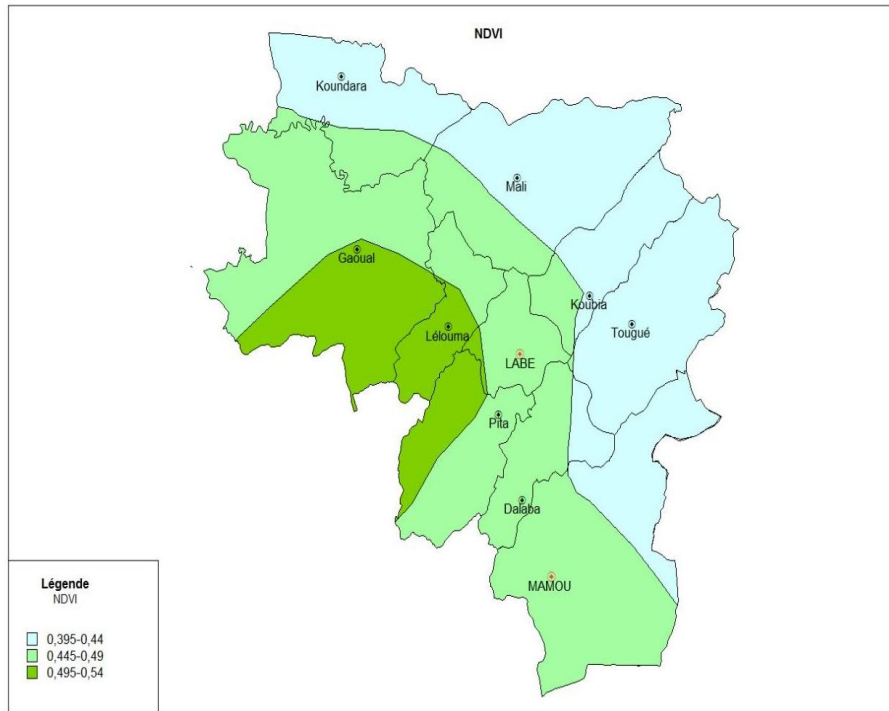 NDVI
Koundara
Mali
Gaoual
Koubia
Lélouma
Tougué
LABE
Pita
Dalaba
MAMOU
Légende
NDVI
0,395-0,44
0,445-0,49
0,495-0,54